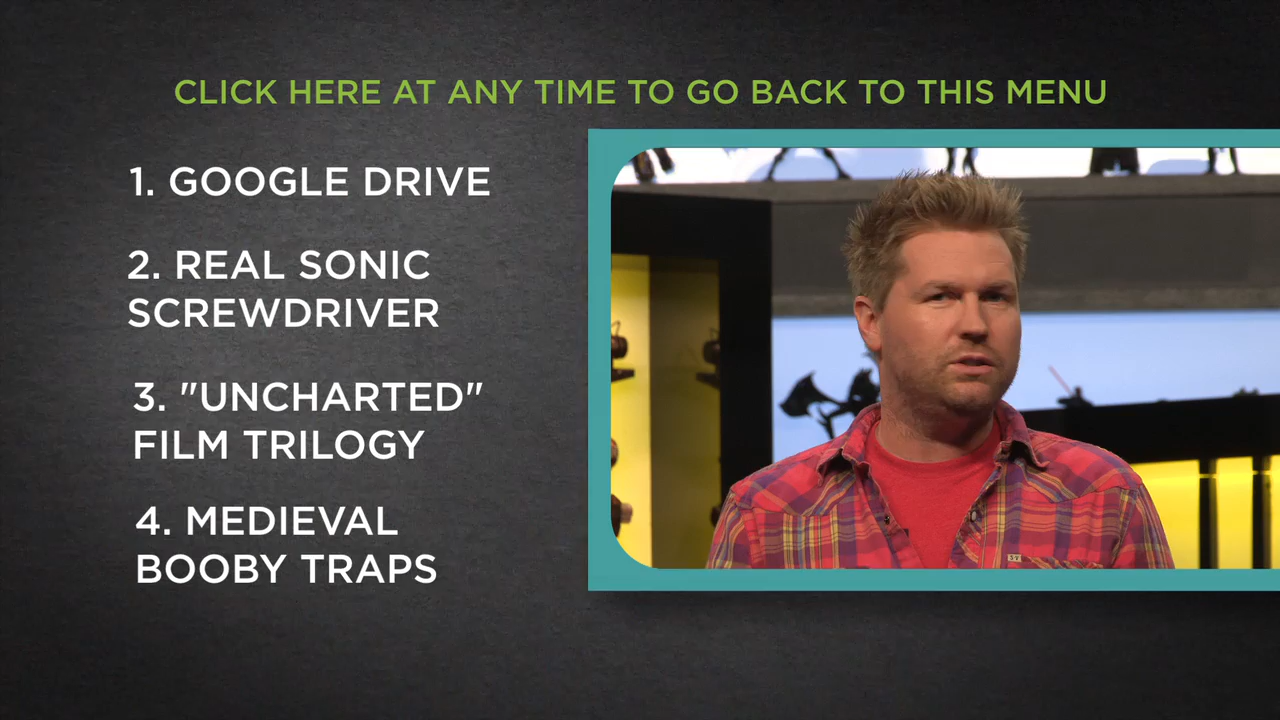 CLICK HERE AT ANY TIME TO GO BACK TO THIS MENU
1. GOOGLE DRIVE
2. REAL SONIC
SCREWDRIVER
3. "UNCHARTED"
FILM TRILOGY
4. MEDIEVAL
BOOBY TRAPS